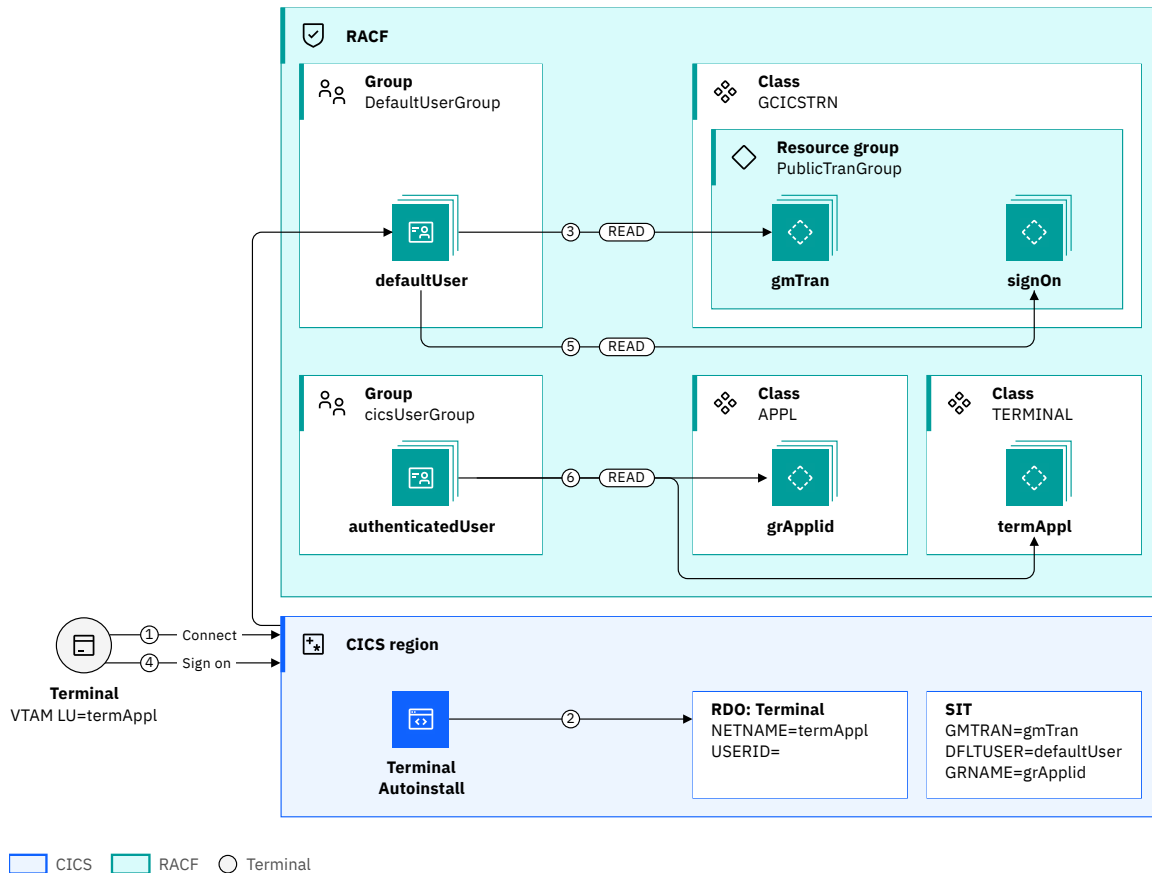 RACF
Group
DefaultUserGroup
Class
GCICSTRN
Resource group
PublicTranGroup
3
READ
defaultUser
gmTran
signOn
5
READ
Group
cicsUserGroup
Class
APPL
Class
TERMINAL
6
READ
authenticatedUser
grApplid
termAppl
1
Connect
4
Sign on
Terminal
VTAM LU=termAppl
CICS region
2
Terminal
Autoinstall
RDO: Terminal
NETNAME=termAppl
USERID=
SIT
GMTRAN=gmTran
DFLTUSER=defaultUser
GRNAME=grApplid
CICS
RACF
Terminal